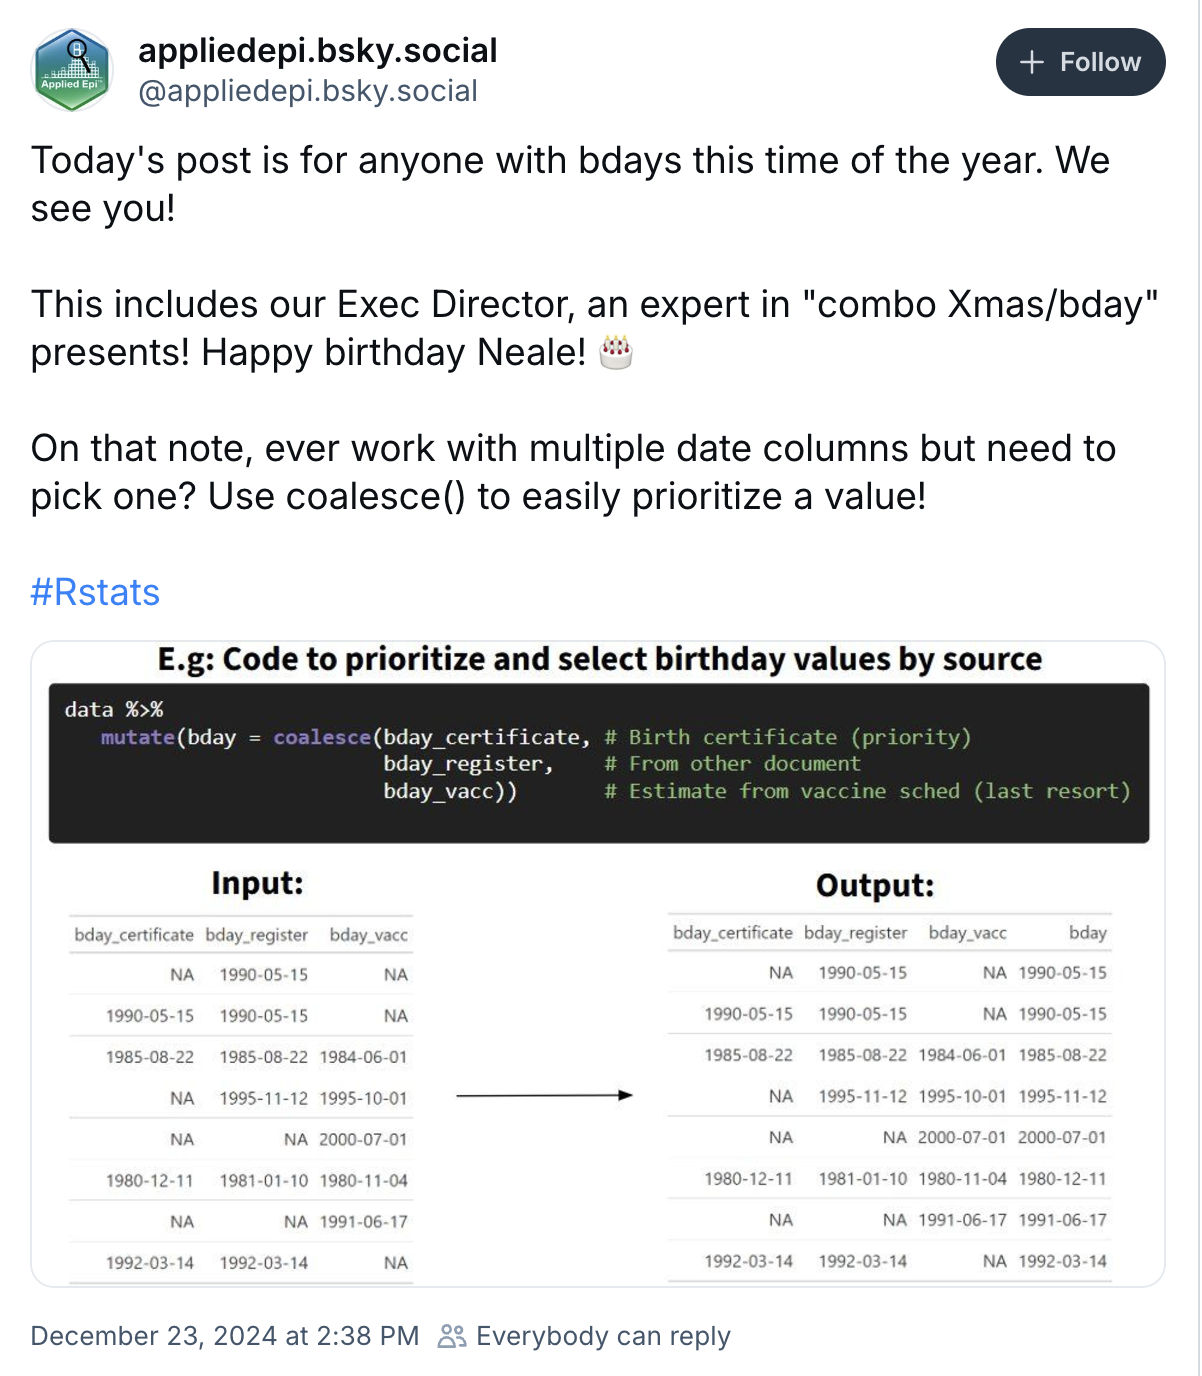 Applied Epi™
appliedepi.bsky.social
@appliedepi.bsky.social
+ Follow
Today's post is for anyone with bdays this time of the year. We
see you!
This includes our Exec Director, an expert in "combo Xmas/bday"
presents! Happy birthday Neale! 🎂
On that note, ever work with multiple date columns but need to
pick one? Use coalesce() to easily prioritize a value!
#Rstats
E.g: Code to prioritize and select birthday values by source
data %>%
mutate(bday = coalesce(bday_certificate, # Birth certificate (priority)
bday_register, # From other document
bday_vacc)) # Estimate from vaccine sched (last resort)
Input:
bday_certificate bday_register bday_vacc
NA 1990-05-15 NA
1990-05-15 1990-05-15 NA
1985-08-22 1985-08-22 1984-06-01
NA 1995-11-12 1995-10-01
NA NA 2000-07-01
1980-12-11 1981-01-10 1980-11-04
NA NA 1991-06-17
1992-03-14 1992-03-14 NA
Output:
bday_certificate bday_register bday_vacc bday
NA 1990-05-15 NA 1990-05-15
1990-05-15 1990-05-15 NA 1990-05-15
1985-08-22 1985-08-22 1984-06-01 1985-08-22
NA 1995-11-12 1995-10-01 1995-11-12
NA NA 2000-07-01 2000-07-01
1980-12-11 1981-01-10 1980-11-04 1980-12-11
NA NA 1991-06-17 1991-06-17
1992-03-14 1992-03-14 NA 1992-03-14
December 23, 2024 at 2:38 PM Everybody can reply